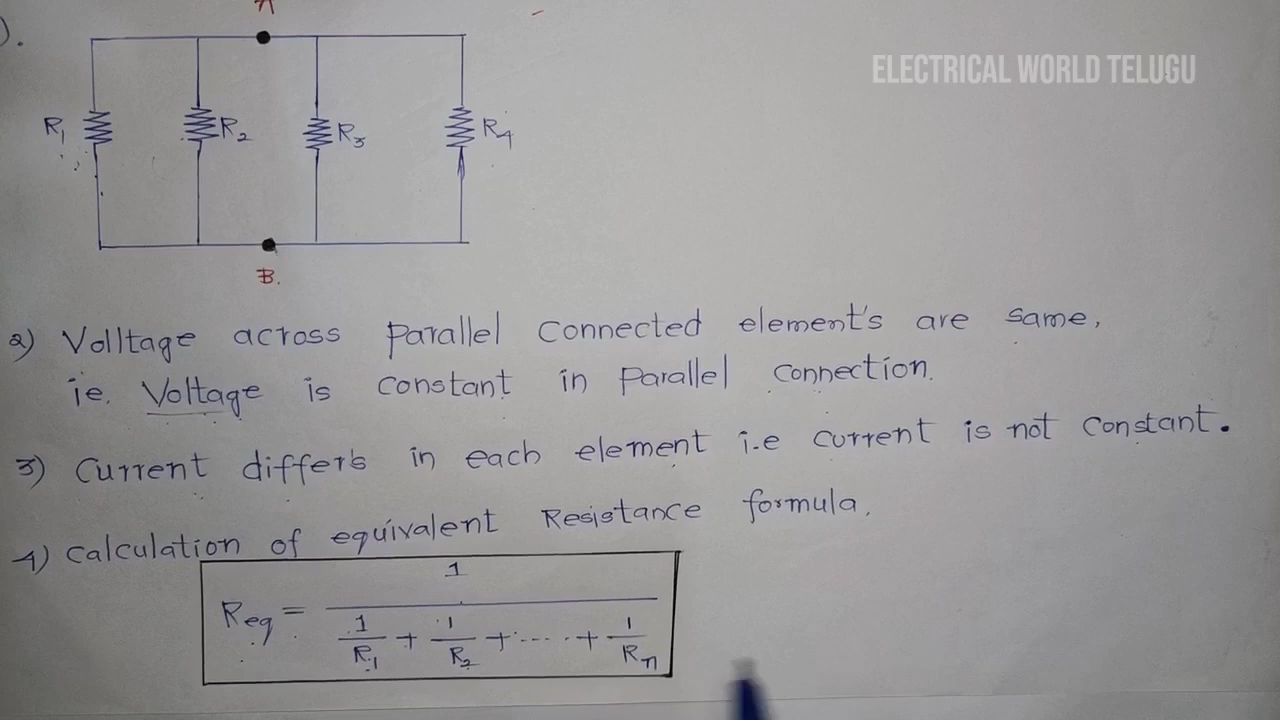 ).
A
ELECTRICAL WORLD TELUGU
R1
R2
R3
R4
B.
2) Volltage across parallel connected element's are same,
ie. Voltage is constant in parallel connection.
3) Current differ's in each element i.e current is not constant.
4) Calculation of equivalent Resistance formula,
Req = 1 / (1/R1 + 1/R2 + ..... + 1/Rn)